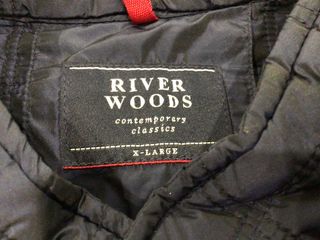 RIVER
WOODS
contemporary
classics
X-LARGE